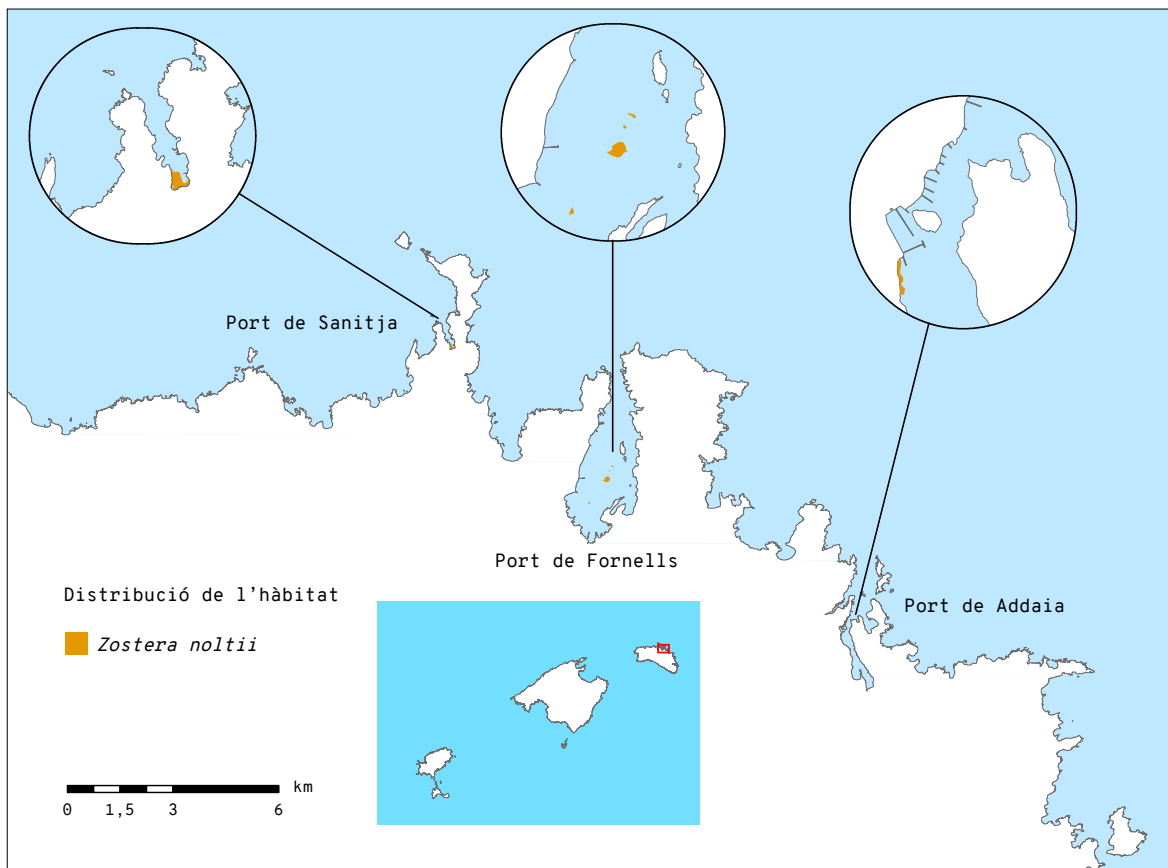 Port de Sanitja
Port de Fornells
Port de Addaia
Distribució de l'hàbitat
Zostera noltii
km
0 1,5 3 6